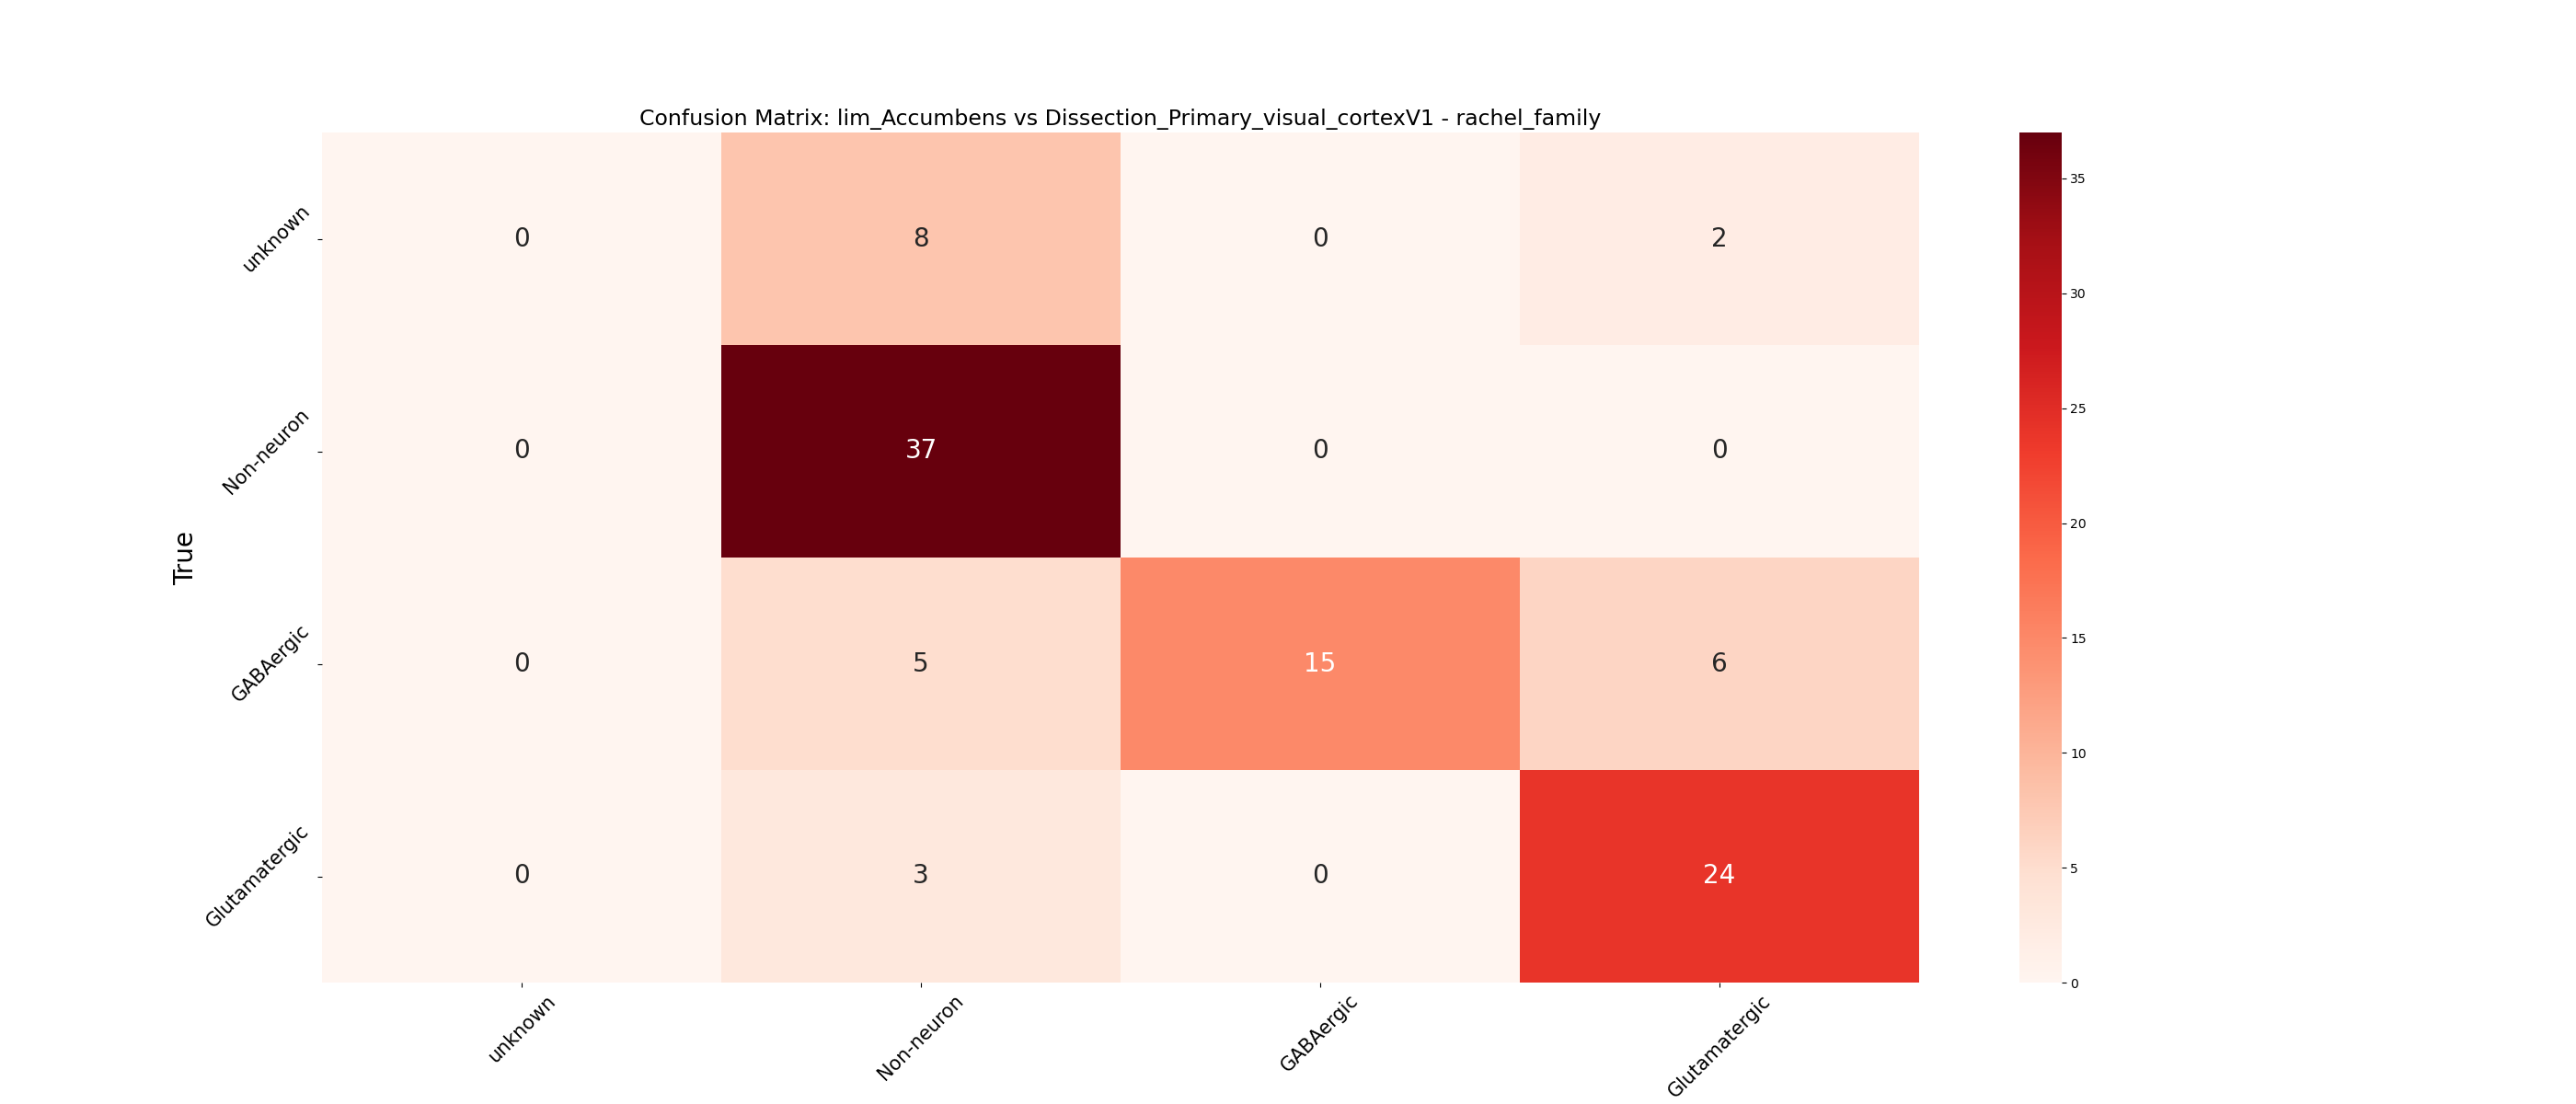 Confusion Matrix: lim_Accumbens vs Dissection_Primary_visual_cortexV1 - rachel_family
True
unknown 0 8 0 2
Non-neuron 0 37 0 0
GABAergic 0 5 15 6
Glutamatergic 0 3 0 24
unknown Non-neuron GABAergic Glutamatergic
35
30
25
20
15
10
5
0